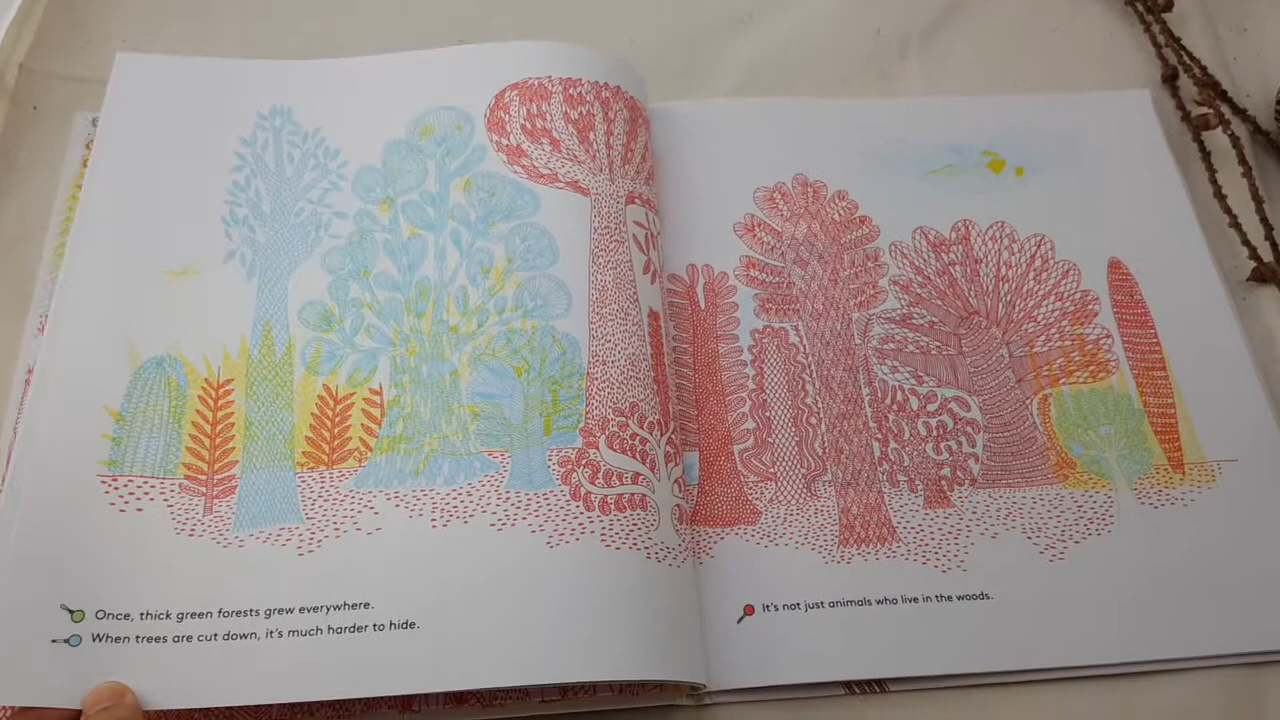 Once, thick green forests grew everywhere.
When trees are cut down, it's much harder to hide.
It's not just animals who live in the woods.